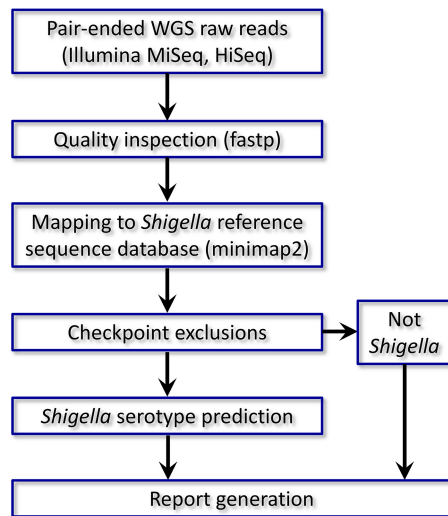 Pair-ended WGS raw reads
(Illumina MiSeq, HiSeq)
Quality inspection (fastp)
Mapping to Shigella reference
sequence database (minimap2)
Checkpoint exclusions
Not
Shigella
Shigella serotype prediction
Report generation